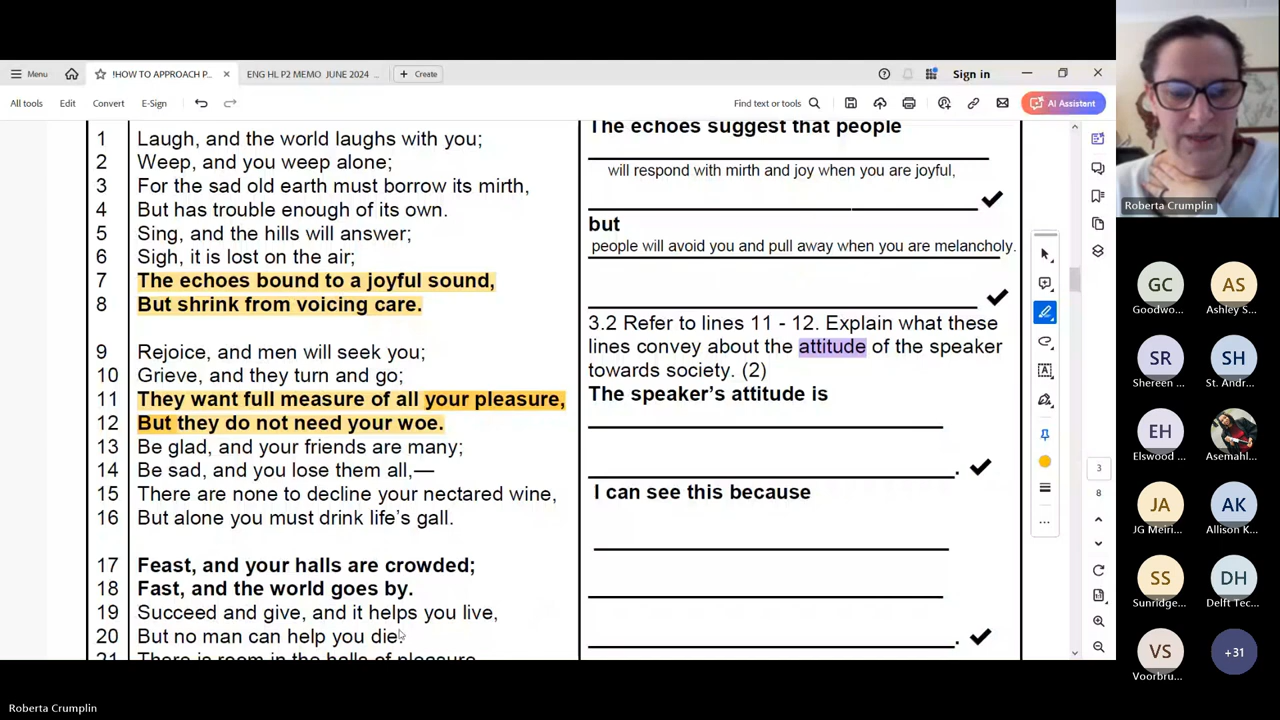 Menu
!HOW TO APPROACH P...
ENG HL P2 MEMO JUNE 2024 ...
+ Create
Sign in
All tools
Edit
Convert
E-Sign
Find text or tools
AI Assistant
1 Laugh, and the world laughs with you;
2 Weep, and you weep alone;
3 For the sad old earth must borrow its mirth,
4 But has trouble enough of its own.
5 Sing, and the hills will answer;
6 Sigh, it is lost on the air;
7 The echoes bound to a joyful sound,
8 But shrink from voicing care.
9 Rejoice, and men will seek you;
10 Grieve, and they turn and go;
11 They want full measure of all your pleasure,
12 But they do not need your woe.
13 Be glad, and your friends are many;
14 Be sad, and you lose them all,—
15 There are none to decline your nectared wine,
16 But alone you must drink life's gall.
17 Feast, and your halls are crowded;
18 Fast, and the world goes by.
19 Succeed and give, and it helps you live,
20 But no man can help you die.
21 There is room in the halls of pleasure
The echoes suggest that people
will respond with mirth and joy when you are joyful,
but
people will avoid you and pull away when you are melancholy.
3.2 Refer to lines 11 - 12. Explain what these
lines convey about the attitude of the speaker
towards society. (2)
The speaker's attitude is
.
I can see this because
.
3
8
Roberta Crumplin
GC
Goodwo...
AS
Ashley S...
SR
Shereen ...
SH
St. Andr...
EH
Elswood ...
Asemahl...
JA
JG Meiri...
AK
Allison K...
SS
Sunridge...
DH
Delft Tec...
VS
Voorbru...
+31
Roberta Crumplin